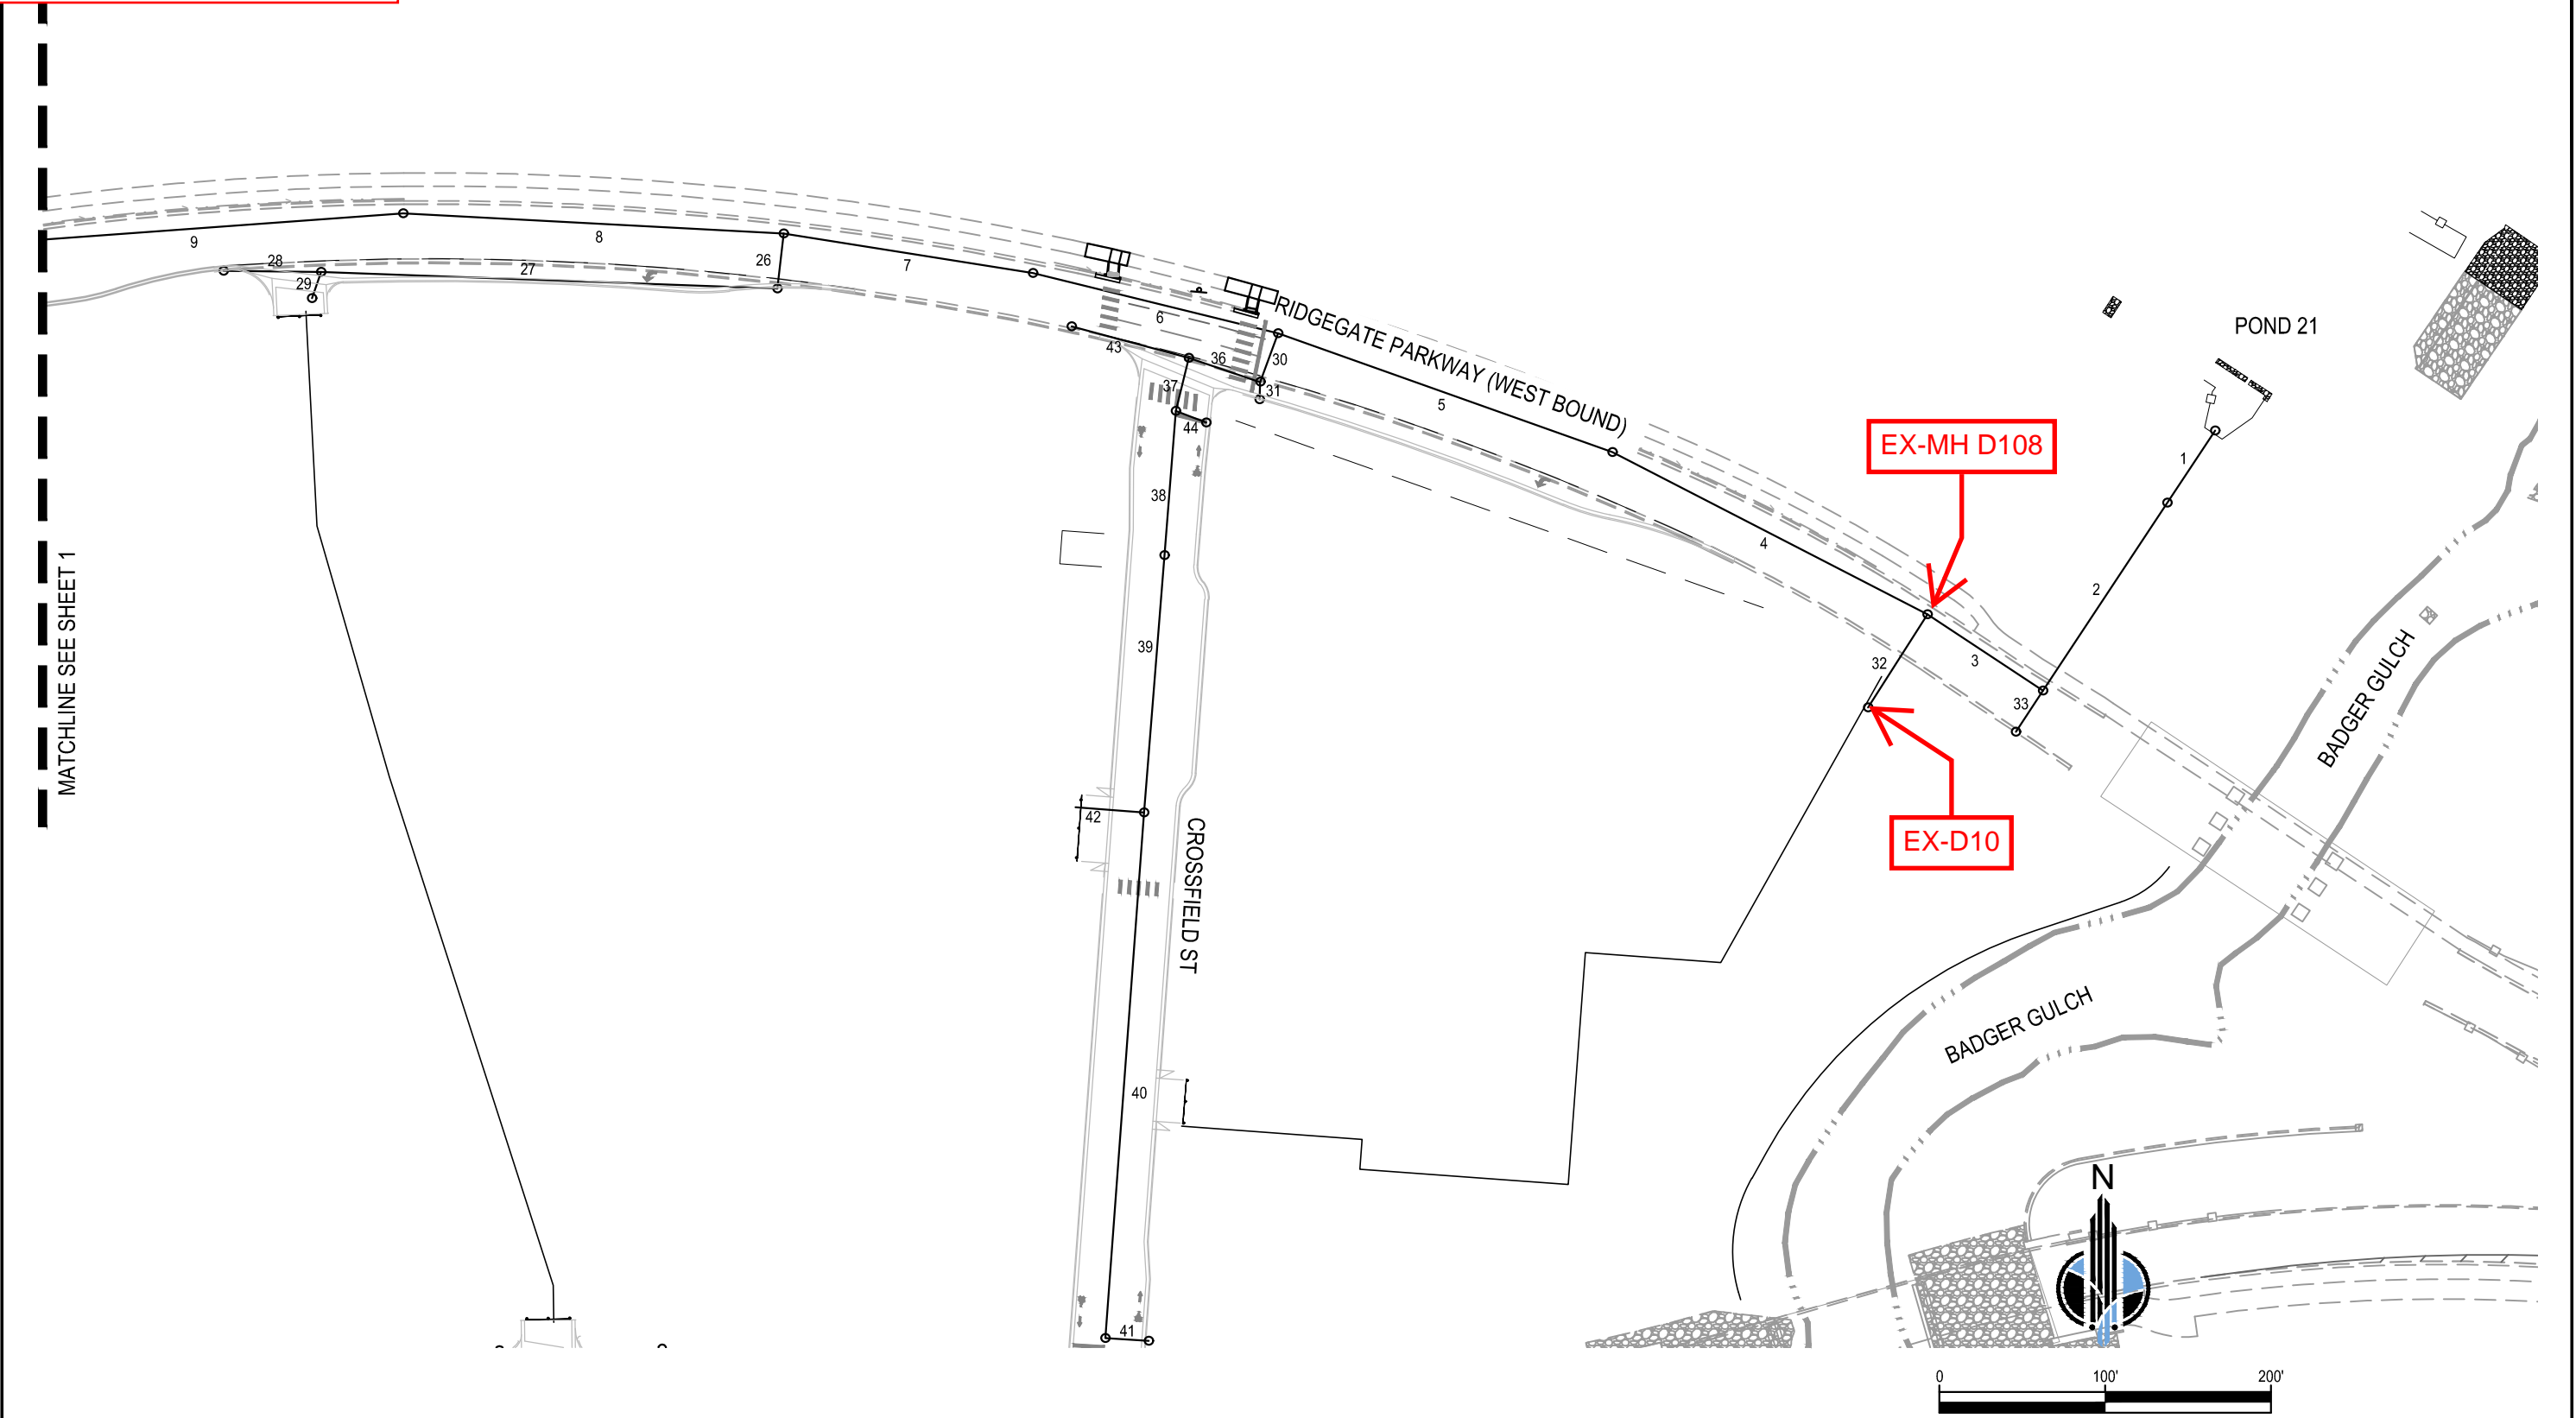 9
28
29
27
8
26
7
6
43
36
37
30
31
44
RIDGEGATE PARKWAY (WEST BOUND)
5
POND 21
EX-MH D108
1
38
4
2
39
32
3
33
MATCHLINE SEE SHEET 1
BADGER GULCH
42
EX-D10
CROSSFIELD ST
BADGER GULCH
40
41
N
0 100' 200'